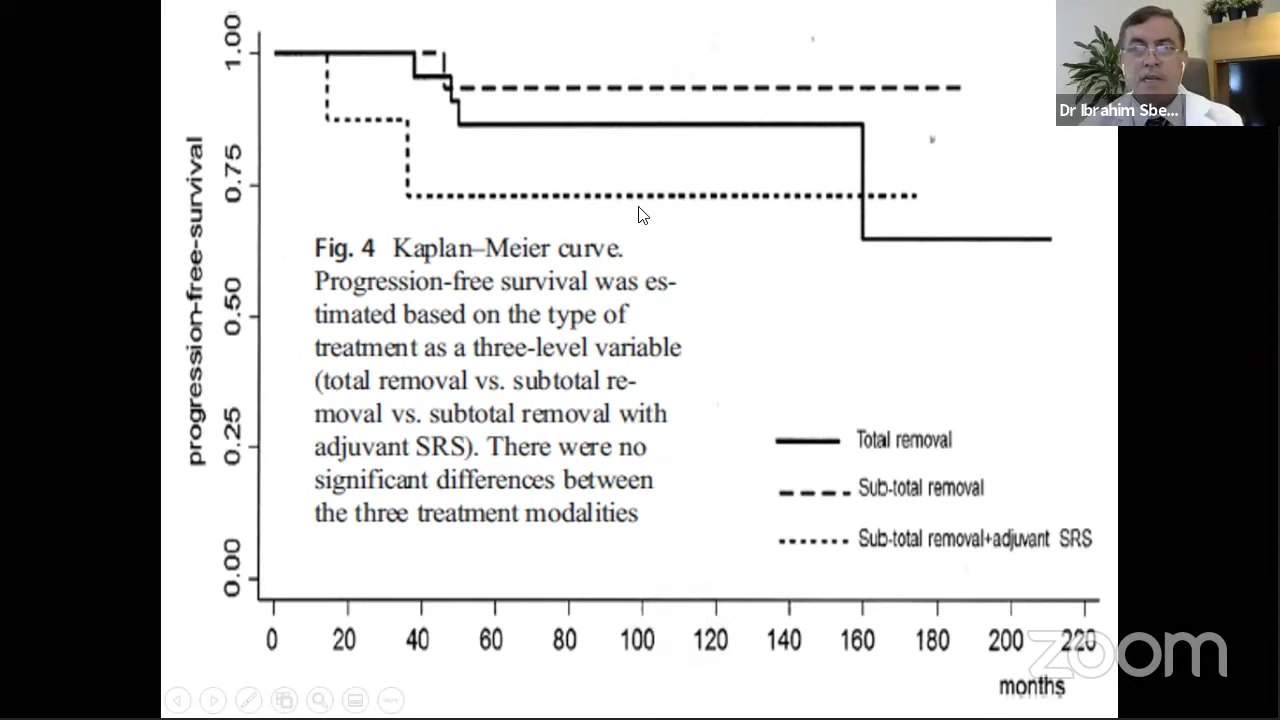 1.00
0.75
0.50
0.25
0.00
progression-free-survival
Dr Ibrahim Sbe...
Fig. 4 Kaplan–Meier curve.
Progression-free survival was es-
timated based on the type of
treatment as a three-level variable
(total removal vs. subtotal re-
moval vs. subtotal removal with
adjuvant SRS). There were no
significant differences between
the three treatment modalities
Total removal
Sub-total removal
Sub-total removal+adjuvant SRS
0 20 40 60 80 100 120 140 160 180 200 220
months
zoom